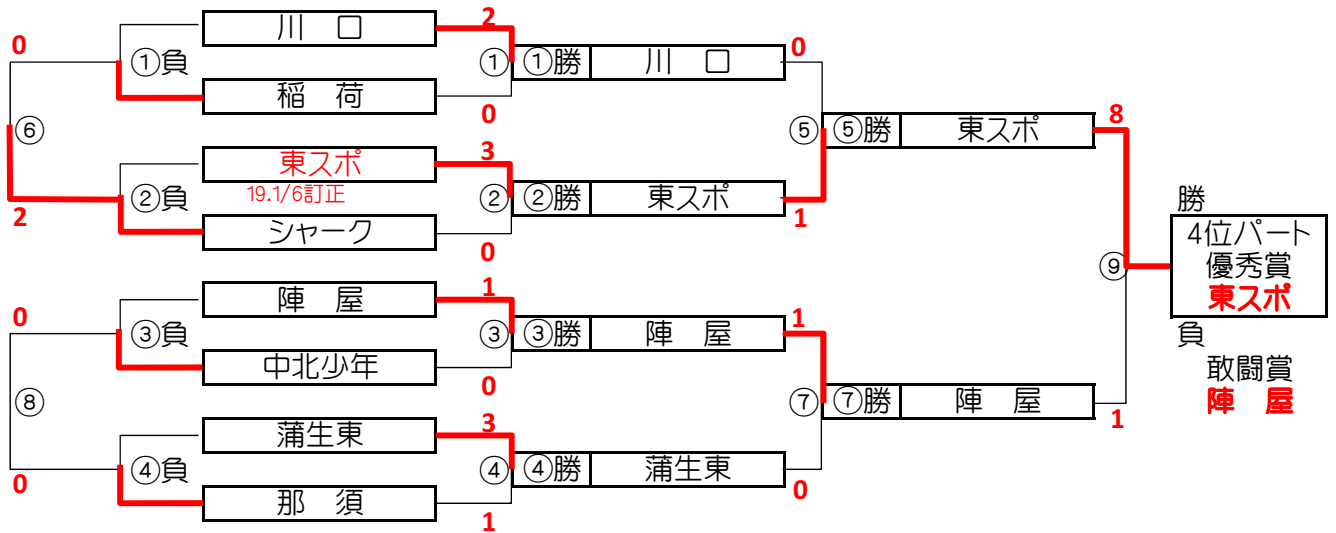 川 口
2
0
①負
①
①勝
川 口
0
稲 荷
0
⑥
⑤
⑤勝
東スポ
8
東スポ
3
19.1/6訂正
②負
②
②勝
東スポ
2
1
シャーク
0
勝
4位パート
優秀賞
東スポ
⑨
陣 屋
1
0
③負
③
③勝
陣 屋
1
負
中北少年
0
敢闘賞
陣 屋
⑧
⑦
⑦勝
陣 屋
1
蒲生東
3
④負
④
④勝
蒲生東
0
0
那 須
1